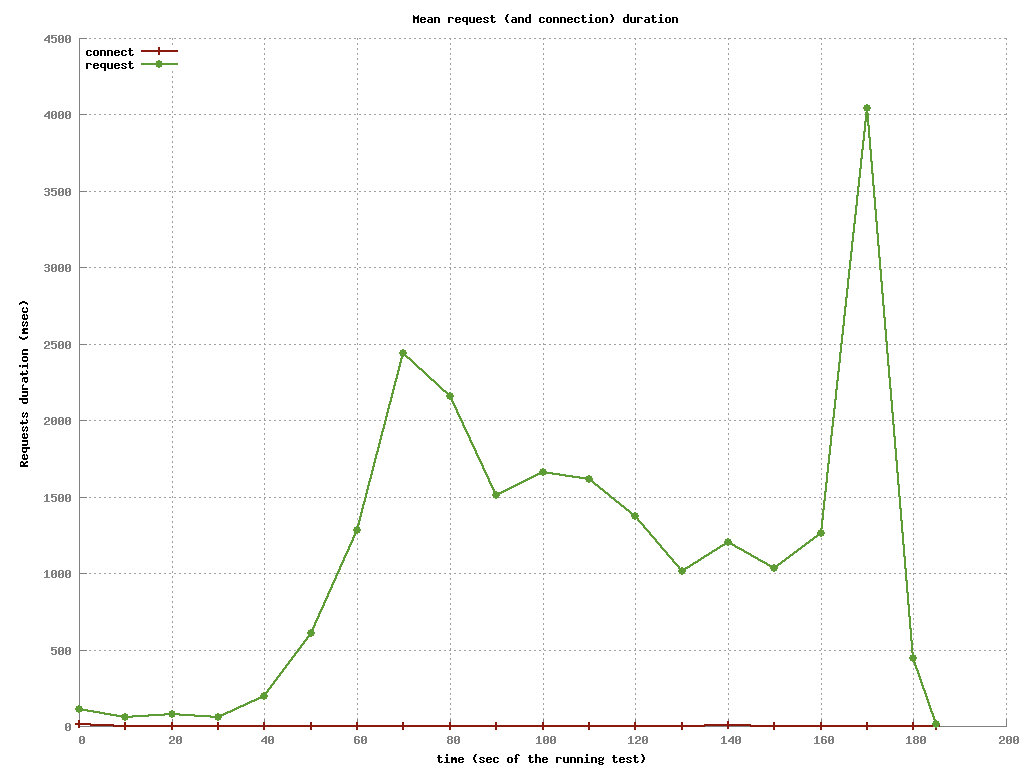 Mean request (and connection) duration
connect
request
4500
4000
3500
3000
2500
2000
1500
1000
500
0
Requests duration (msec)
0 20 40 60 80 100 120 140 160 180 200
time (sec of the running test)